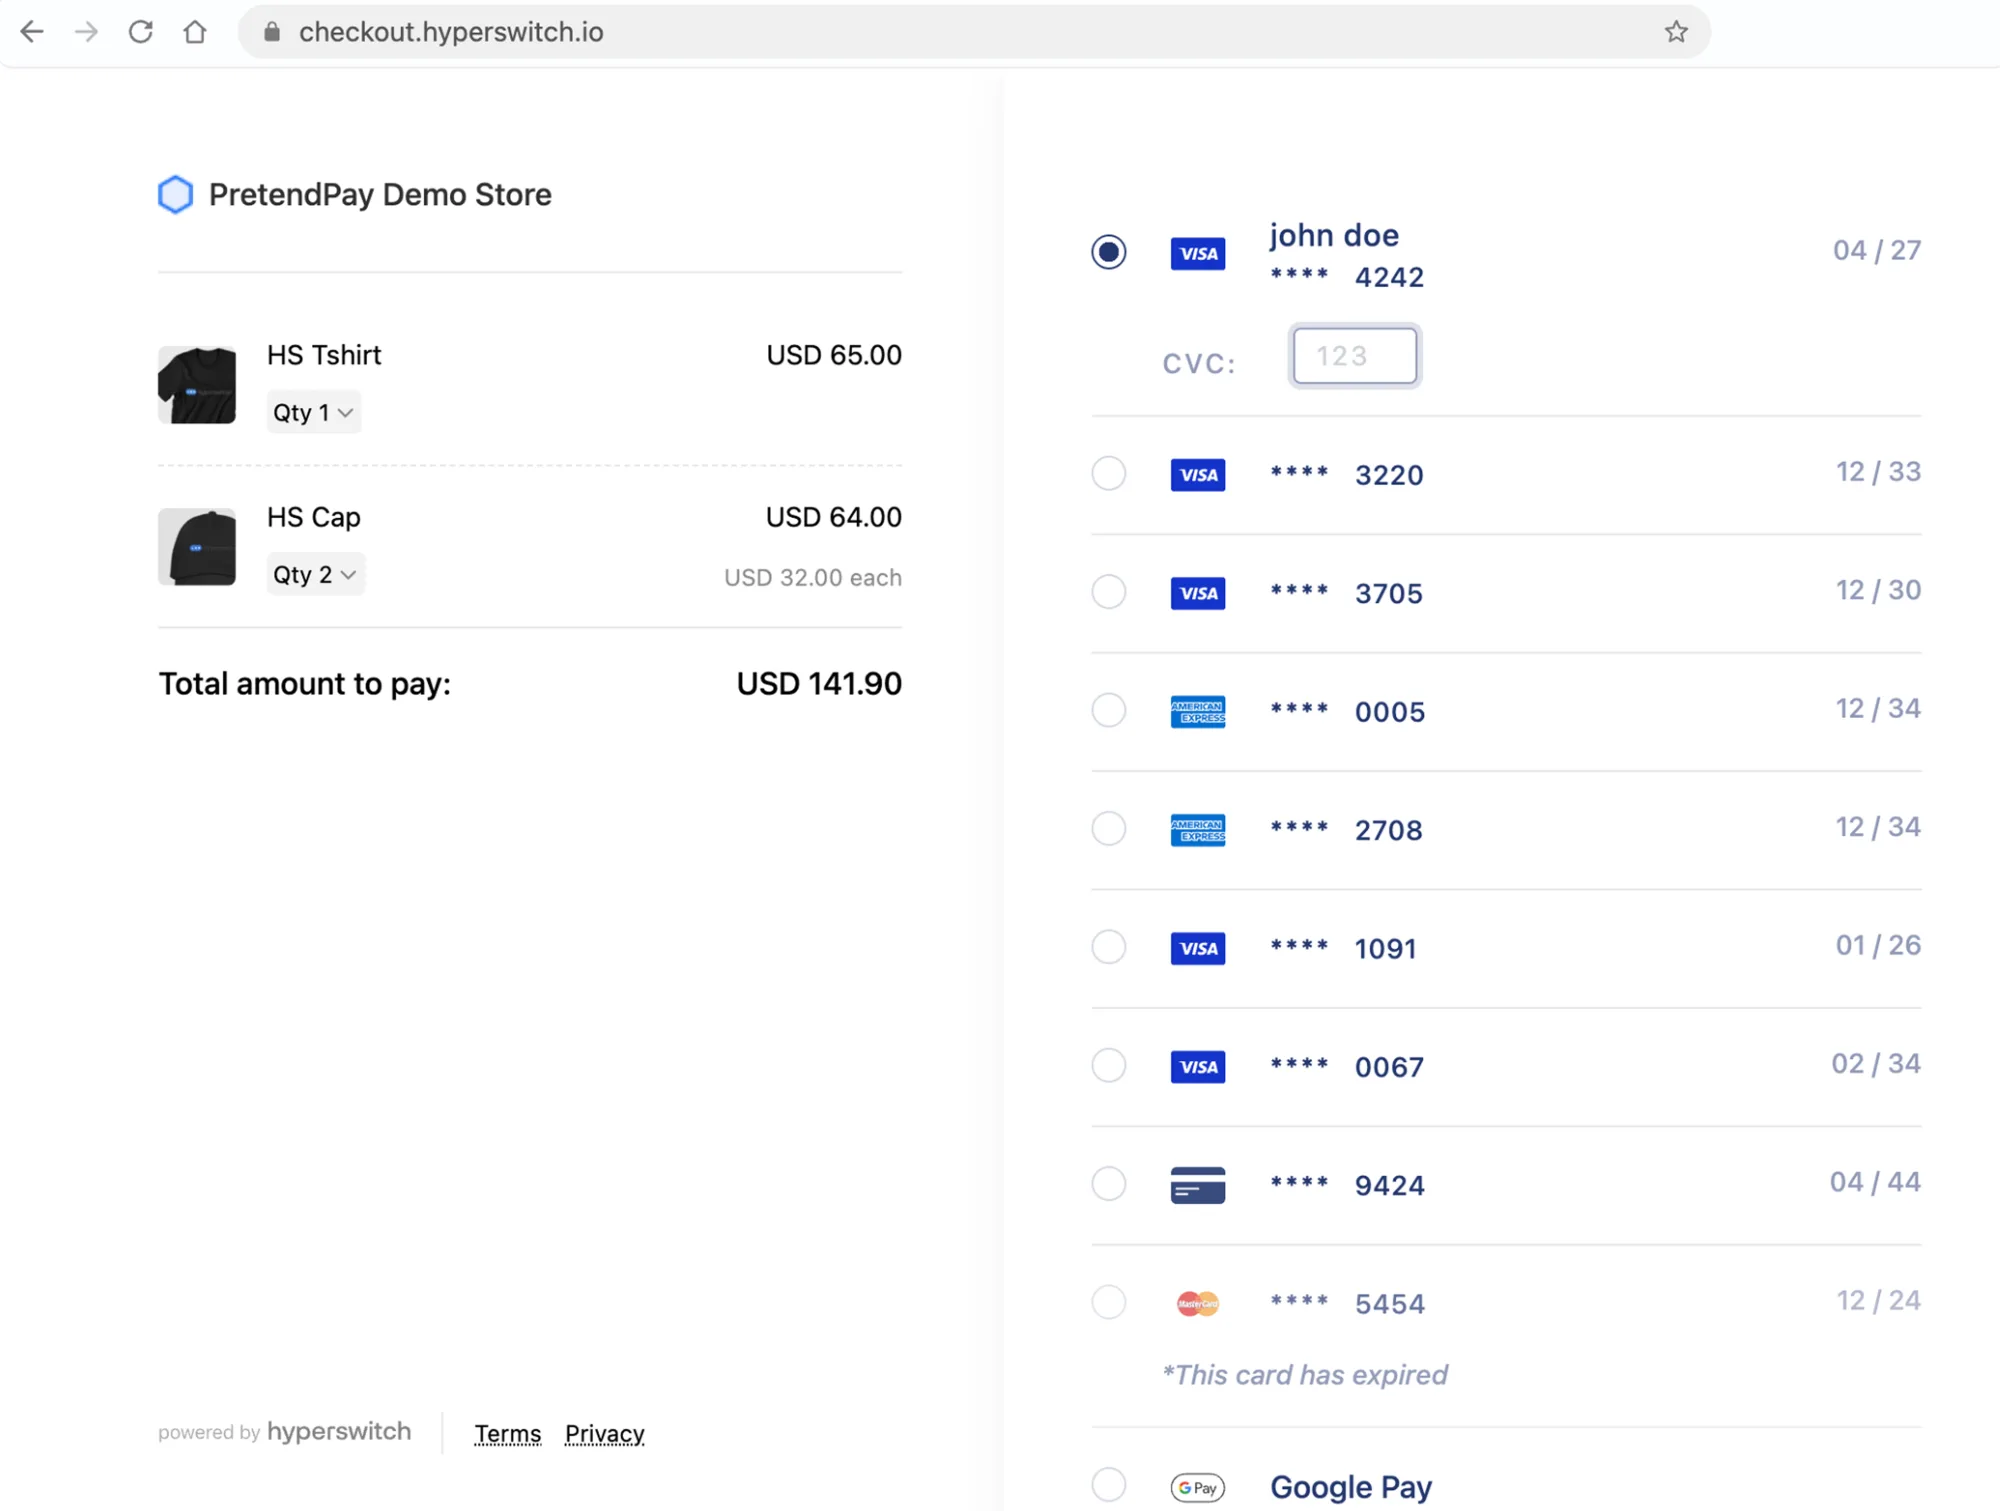 checkout.hyperswitch.io
PretendPay Demo Store
HS Tshirt
USD 65.00
Qty 1
HS Cap
USD 64.00
Qty 2
USD 32.00 each
Total amount to pay:
USD 141.90
powered by hyperswitch
Terms
Privacy
VISA
john doe
**** 4242
04 / 27
CVC:
123
VISA
**** 3220
12 / 33
VISA
**** 3705
12 / 30
AMERICAN
EXPRESS
**** 0005
12 / 34
AMERICAN
EXPRESS
**** 2708
12 / 34
VISA
**** 1091
01 / 26
VISA
**** 0067
02 / 34
**** 9424
04 / 44
MasterCard
**** 5454
12 / 24
*This card has expired
G Pay
Google Pay